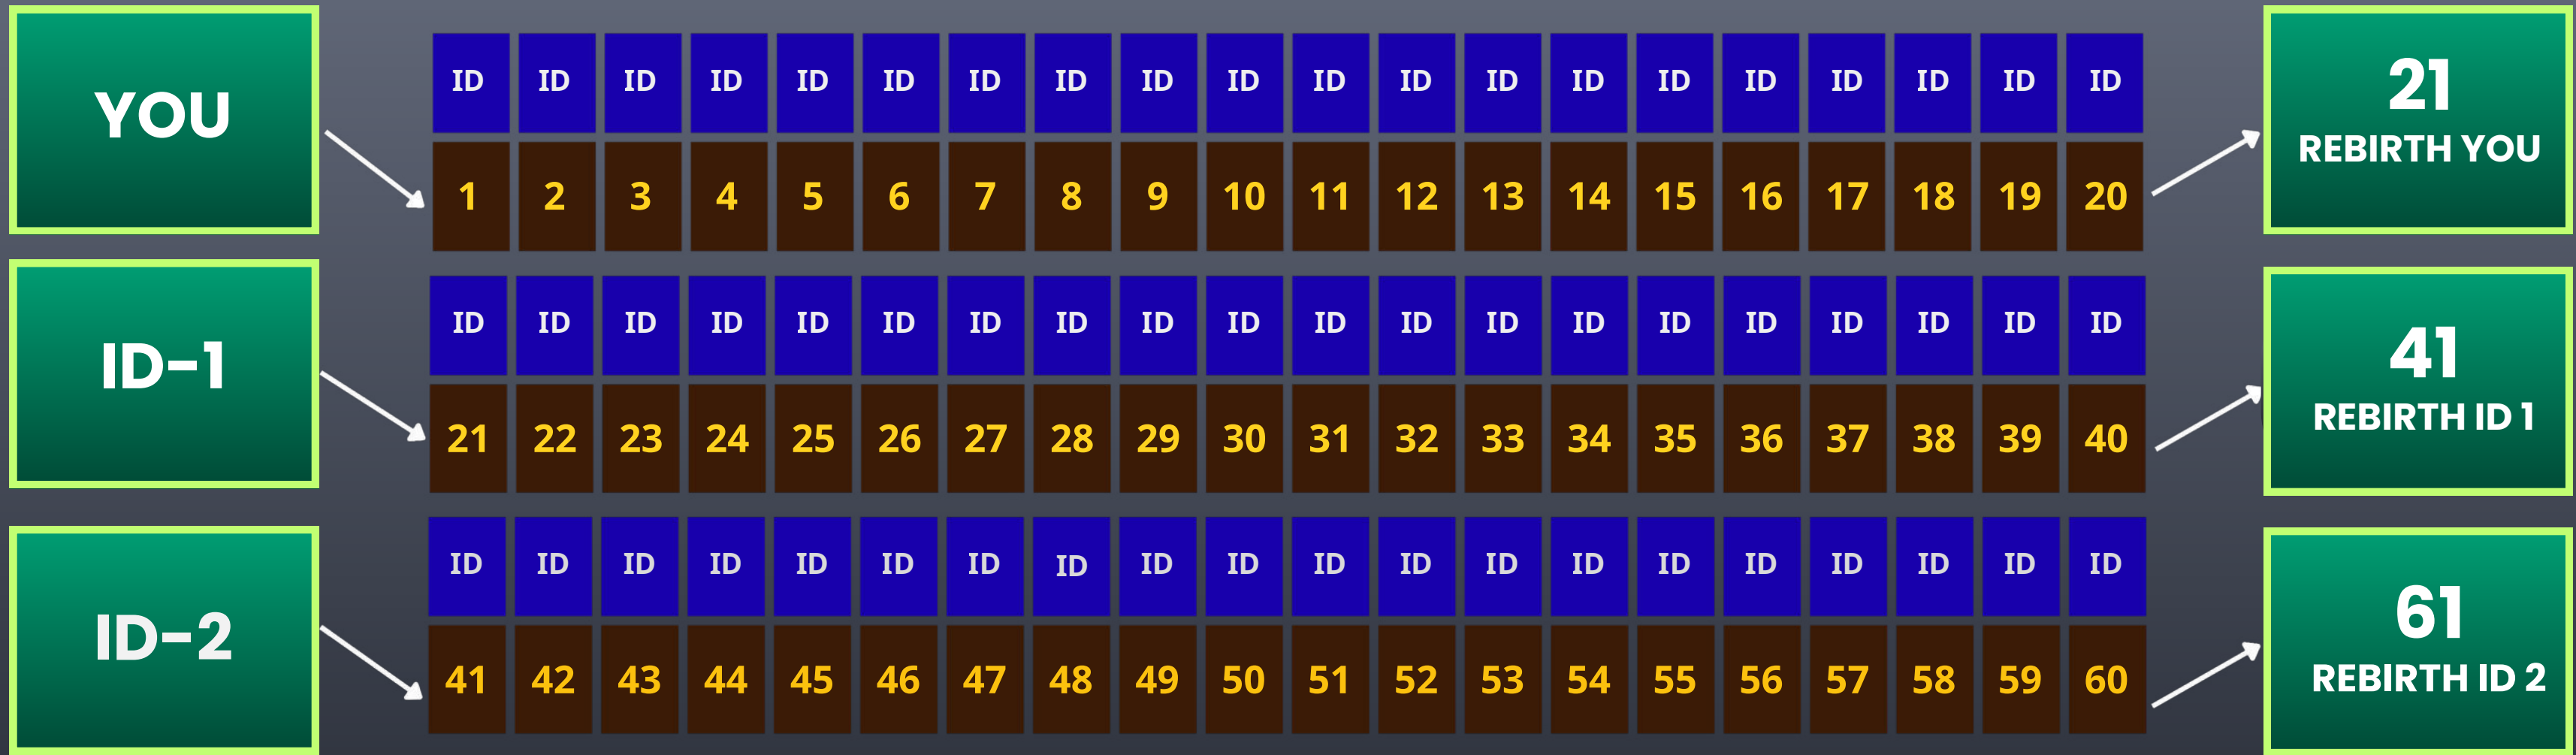 YOU
ID ID ID ID ID ID ID ID ID ID ID ID ID ID ID ID ID ID ID ID
1 2 3 4 5 6 7 8 9 10 11 12 13 14 15 16 17 18 19 20
21
REBIRTH YOU
ID-1
ID ID ID ID ID ID ID ID ID ID ID ID ID ID ID ID ID ID ID ID
21 22 23 24 25 26 27 28 29 30 31 32 33 34 35 36 37 38 39 40
41
REBIRTH ID 1
ID-2
ID ID ID ID ID ID ID ID ID ID ID ID ID ID ID ID ID ID ID ID
41 42 43 44 45 46 47 48 49 50 51 52 53 54 55 56 57 58 59 60
61
REBIRTH ID 2